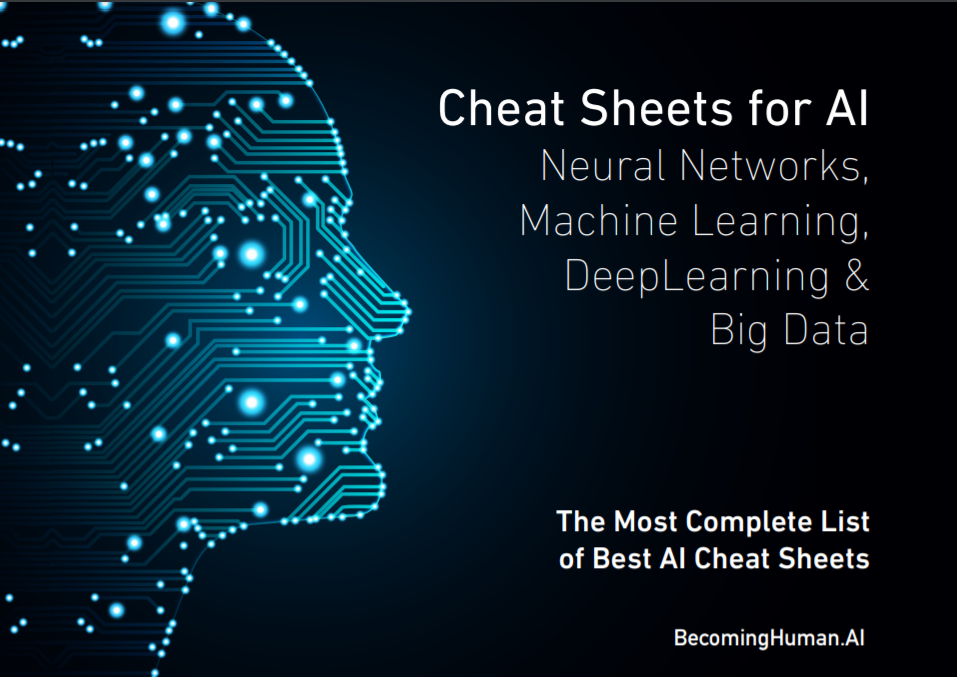 Cheat Sheets for AI
Neural Networks,
Machine Learning,
DeepLearning &
Big Data
The Most Complete List
of Best AI Cheat Sheets
BecomingHuman.AI